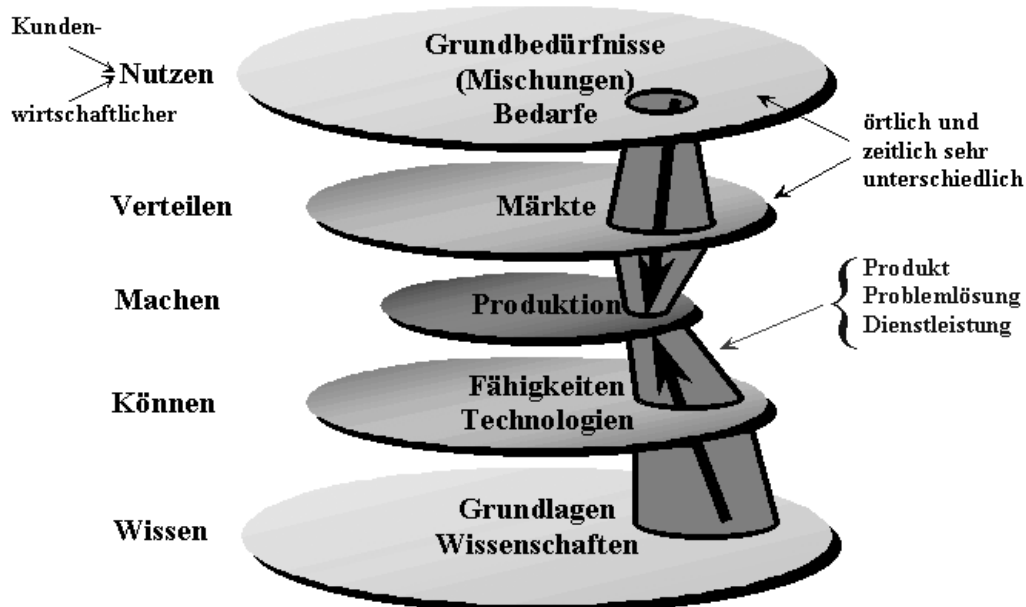 Kunden-
Nutzen
wirtschaftlicher
Grundbedürfnisse
(Mischungen)
Bedarfe
örtlich und
zeitlich sehr
unterschiedlich
Verteilen
Märkte
Machen
Produktion
Produkt
Problemlösung
Dienstleistung
Können
Fähigkeiten
Technologien
Wissen
Grundlagen
Wissenschaften